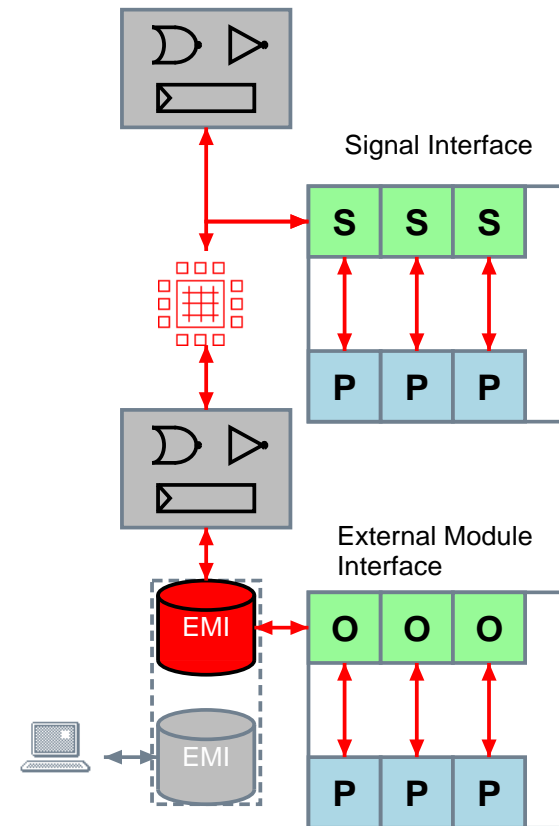 Signal Interface
S S S
P P P
External Module
Interface
EMI
O O O
EMI
P P P